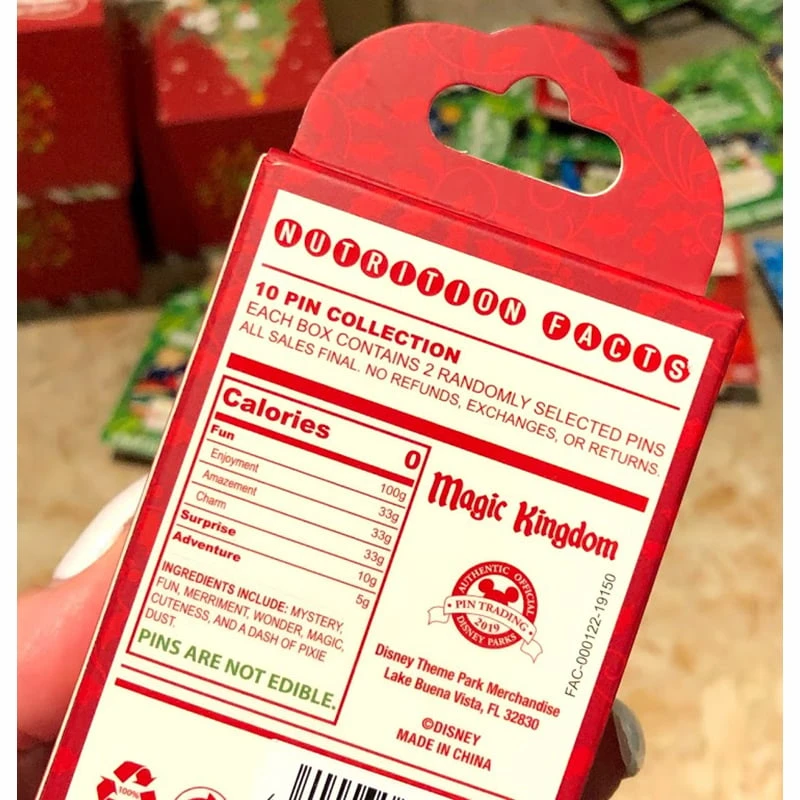 NUTRITION FACTS
10 PIN COLLECTION
EACH BOX CONTAINS 2 RANDOMLY SELECTED PINS
ALL SALES FINAL. NO REFUNDS, EXCHANGES, OR RETURNS.
Calories 0
Fun 100g
Enjoyment 33g
Amazement 33g
Charm 33g
Surprise 10g
Adventure 5g
INGREDIENTS INCLUDE: MYSTERY,
FUN, MERRIMENT, WONDER, MAGIC,
CUTENESS, AND A DASH OF PIXIE
DUST.
PINS ARE NOT EDIBLE.
Magic Kingdom
AUTHENTIC OFFICIAL
• PIN TRADING •
2019
DISNEY PARKS
Disney Theme Park Merchandise
Lake Buena Vista, FL 32830
©DISNEY
MADE IN CHINA
FAC-000122-19150
100%